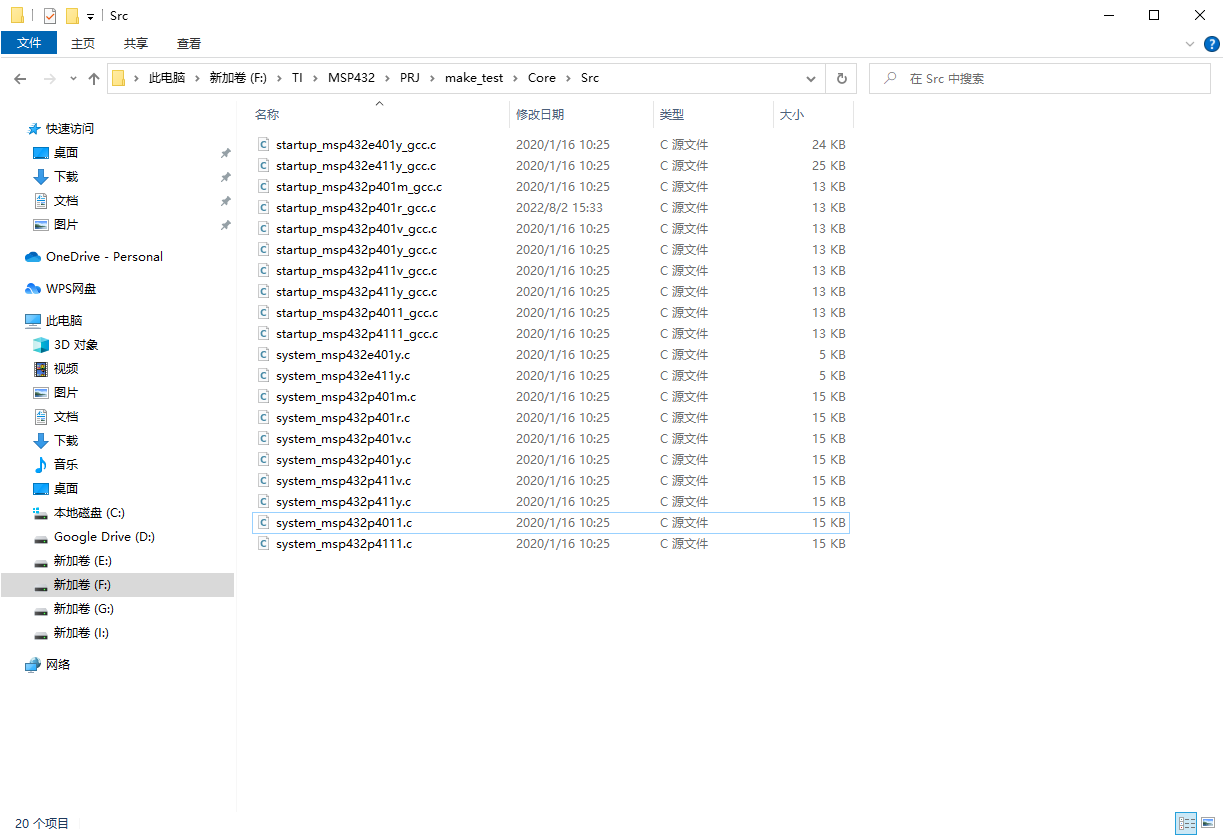 Src
文件 主页 共享 查看
此电脑 新加卷 (F:) TI MSP432 PRJ make_test Core Src
在 Src 中搜索
名称 修改日期 类型 大小
快速访问
桌面
下载
文档
图片
OneDrive - Personal
WPS网盘
此电脑
3D 对象
视频
图片
文档
下载
音乐
桌面
本地磁盘 (C:)
Google Drive (D:)
新加卷 (E:)
新加卷 (F:)
新加卷 (G:)
新加卷 (I:)
网络
startup_msp432e401y_gcc.c 2020/1/16 10:25 C 源文件 24 KB
startup_msp432e411y_gcc.c 2020/1/16 10:25 C 源文件 25 KB
startup_msp432p401m_gcc.c 2020/1/16 10:25 C 源文件 13 KB
startup_msp432p401r_gcc.c 2022/8/2 15:33 C 源文件 13 KB
startup_msp432p401v_gcc.c 2020/1/16 10:25 C 源文件 13 KB
startup_msp432p401y_gcc.c 2020/1/16 10:25 C 源文件 13 KB
startup_msp432p411v_gcc.c 2020/1/16 10:25 C 源文件 13 KB
startup_msp432p411y_gcc.c 2020/1/16 10:25 C 源文件 13 KB
startup_msp432p4011_gcc.c 2020/1/16 10:25 C 源文件 13 KB
startup_msp432p4111_gcc.c 2020/1/16 10:25 C 源文件 13 KB
system_msp432e401y.c 2020/1/16 10:25 C 源文件 5 KB
system_msp432e411y.c 2020/1/16 10:25 C 源文件 5 KB
system_msp432p401m.c 2020/1/16 10:25 C 源文件 15 KB
system_msp432p401r.c 2020/1/16 10:25 C 源文件 15 KB
system_msp432p401v.c 2020/1/16 10:25 C 源文件 15 KB
system_msp432p401y.c 2020/1/16 10:25 C 源文件 15 KB
system_msp432p411v.c 2020/1/16 10:25 C 源文件 15 KB
system_msp432p411y.c 2020/1/16 10:25 C 源文件 15 KB
system_msp432p4011.c 2020/1/16 10:25 C 源文件 15 KB
system_msp432p4111.c 2020/1/16 10:25 C 源文件 15 KB
20 个项目